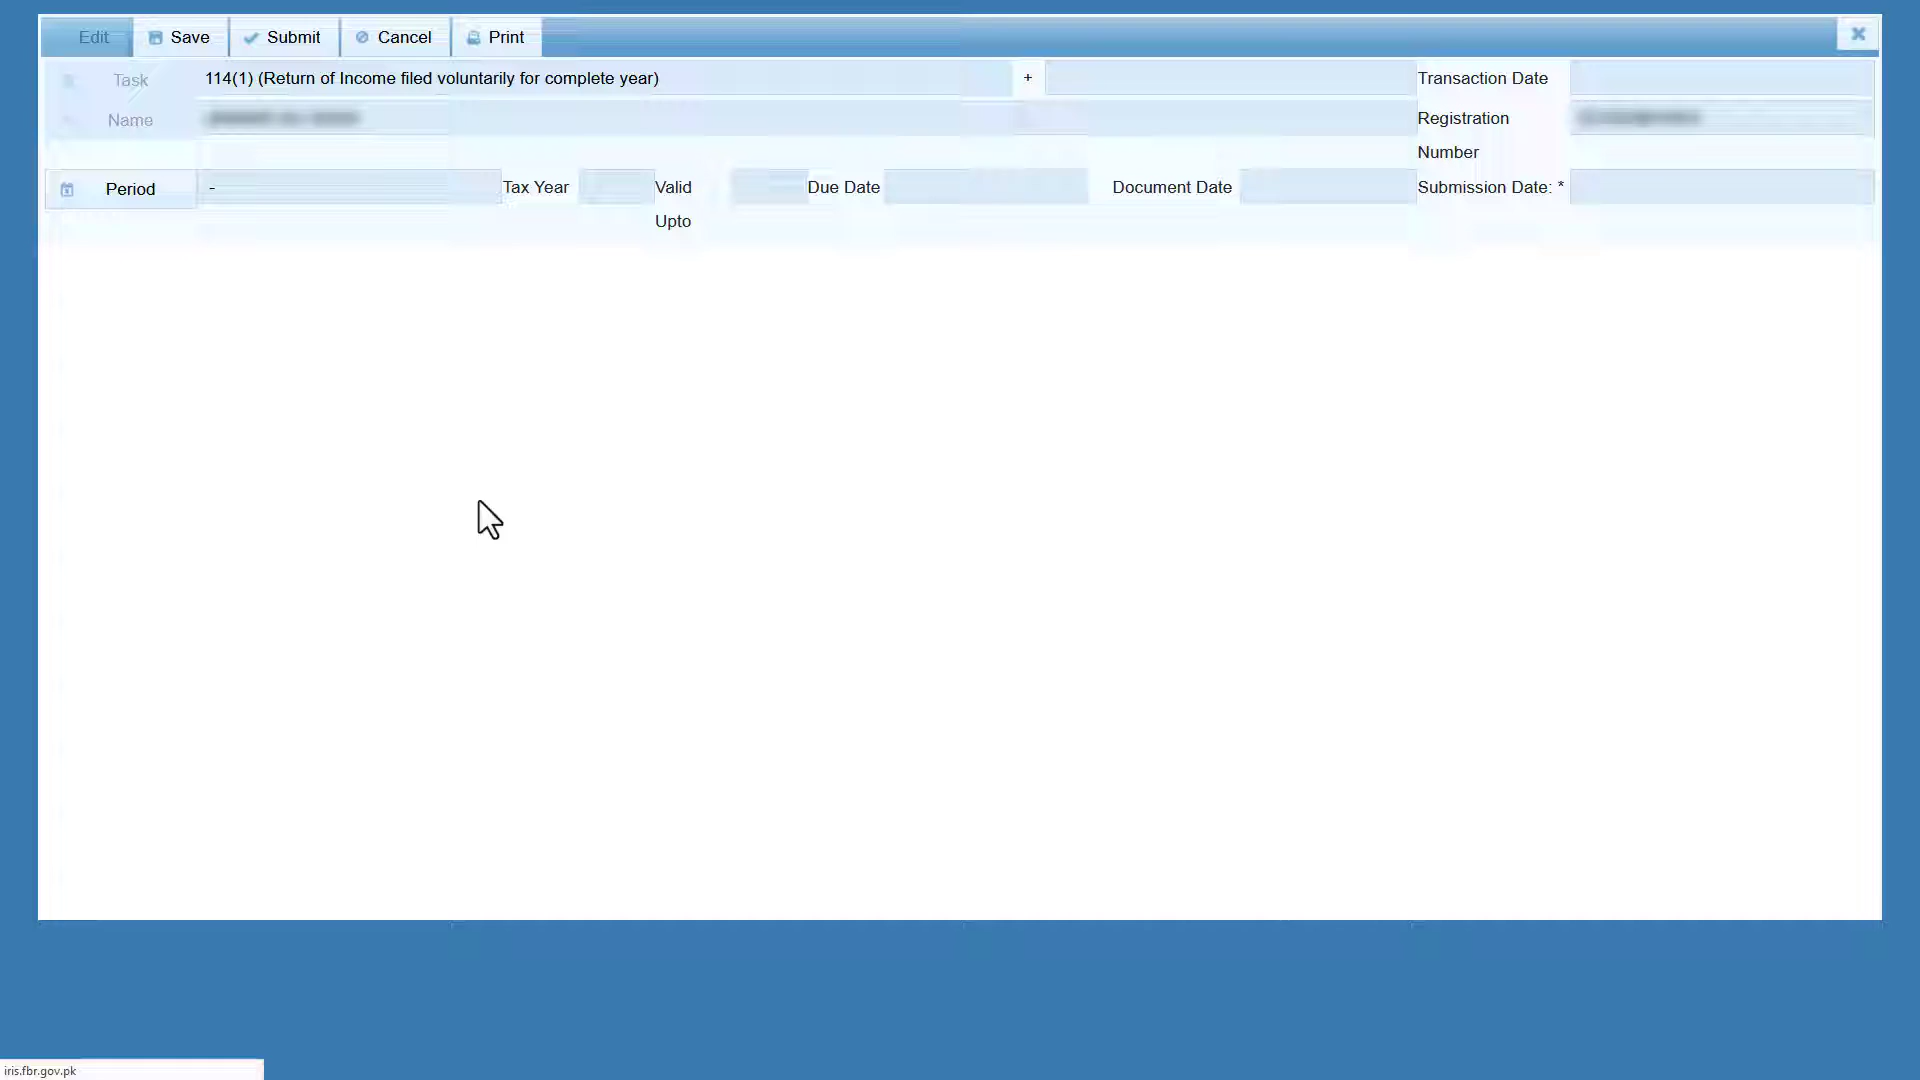 Edit Save Submit Cancel Print
Task 114(1) (Return of Income filed voluntarily for complete year) + Transaction Date
Name Registration Number
Period - Tax Year Valid Upto Due Date Document Date Submission Date: *
iris.fbr.gov.pk